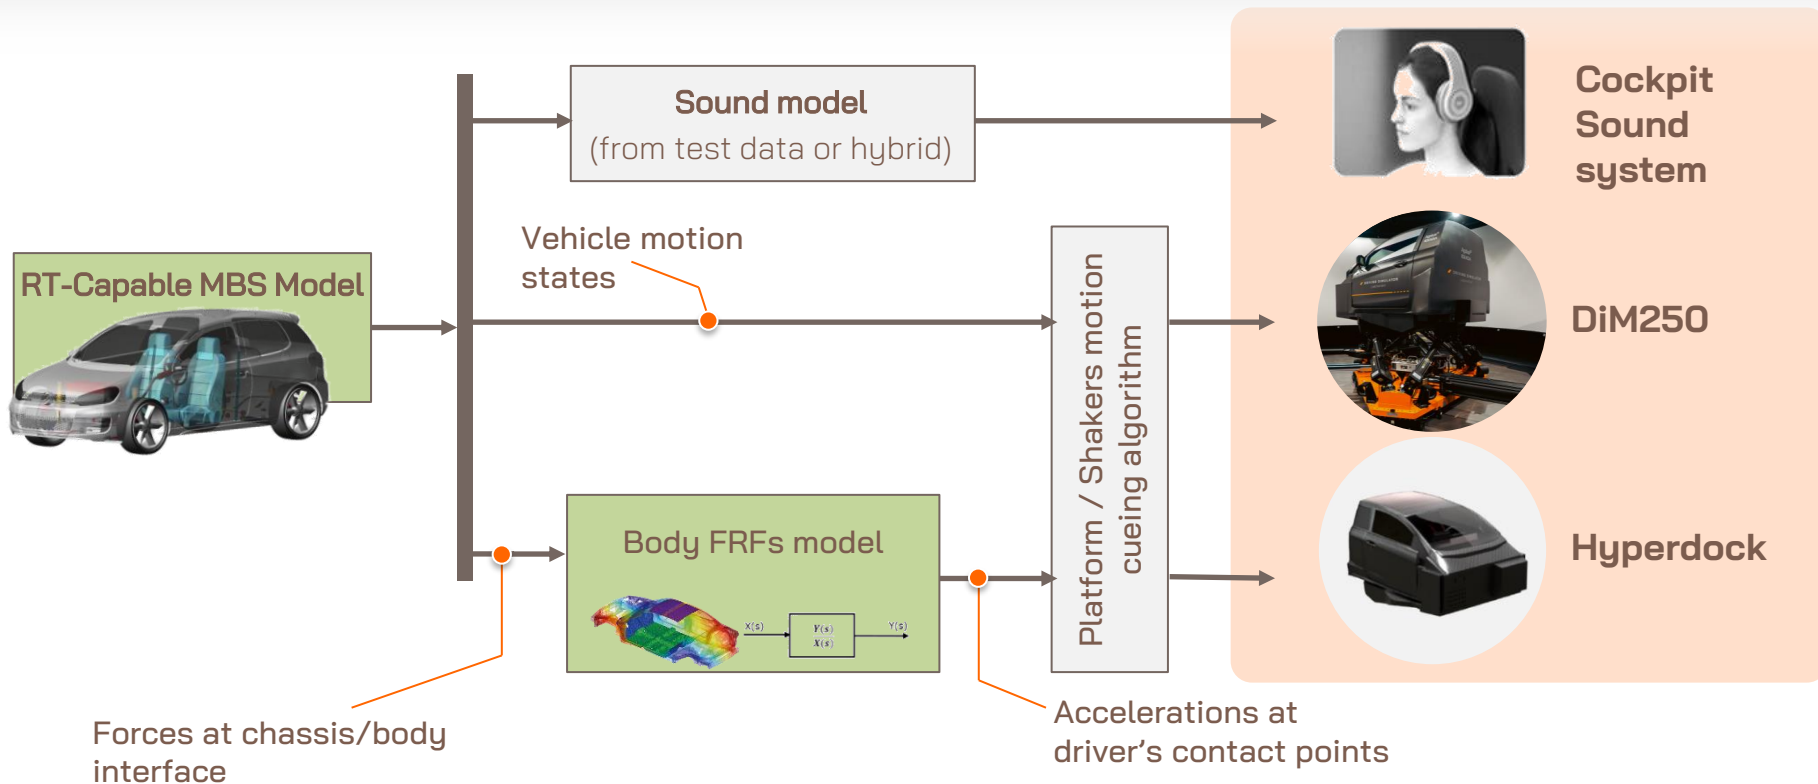 Sound model
(from test data or hybrid)
Cockpit
Sound
system
Vehicle motion
states
RT-Capable MBS Model
Platform / Shakers motion
cueing algorithm
DiM250
Body FRFs model
X(s)
Y(s)
X(s)
Y(s)
Hyperdock
Forces at chassis/body
interface
Accelerations at
driver's contact points